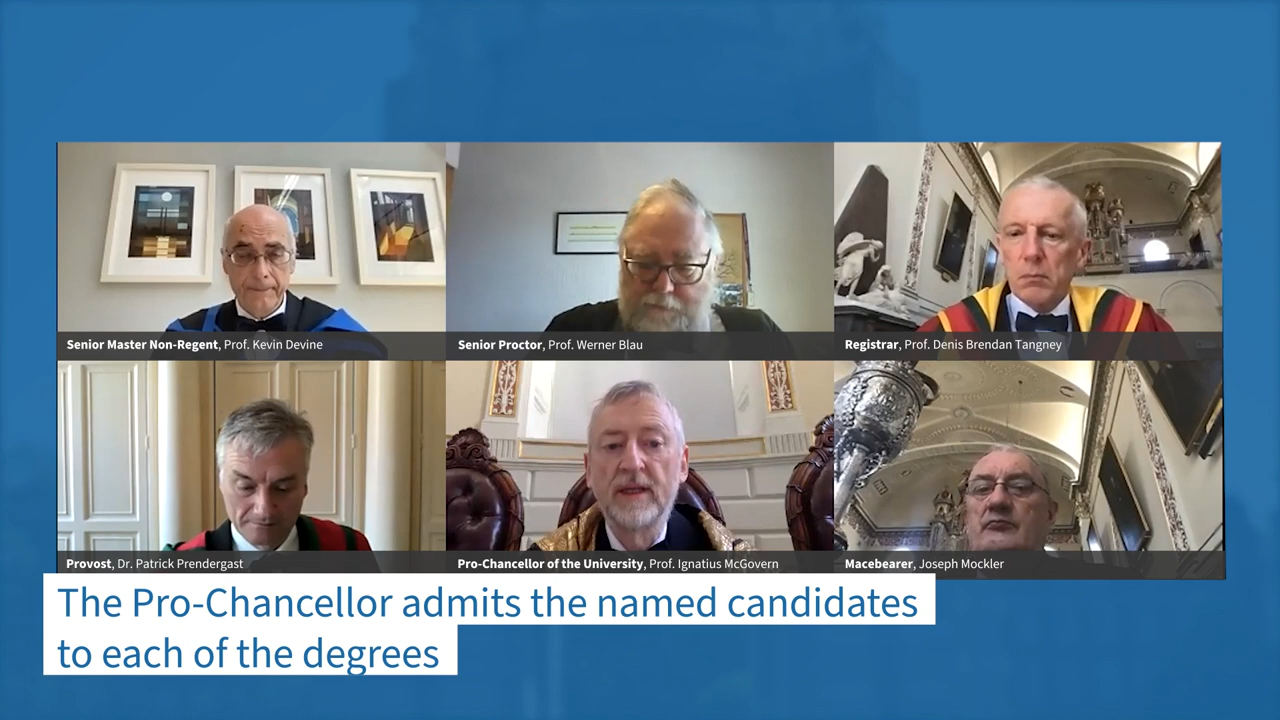 Senior Master Non-Regent, Prof. Kevin Devine
Senior Proctor, Prof. Werner Blau
Registrar, Prof. Denis Brendan Tangney
Provost, Dr. Patrick Prendergast
Pro-Chancellor of the University, Prof. Ignatius McGovern
Macebearer, Joseph Mockler
The Pro-Chancellor admits the named candidates
to each of the degrees